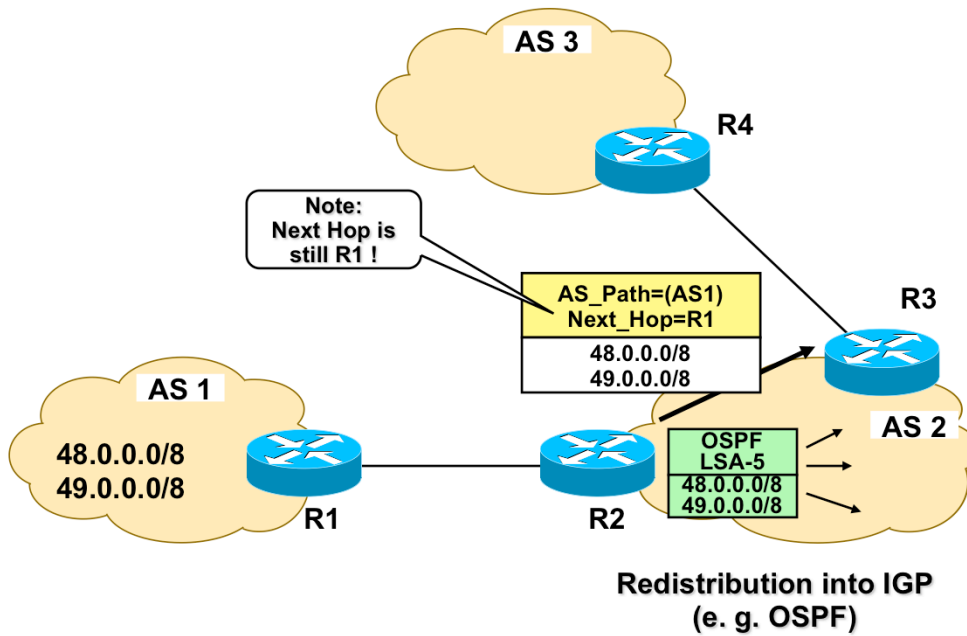 AS 3
R4
Note:
Next Hop is
still R1 !
AS_Path=(AS1)
Next_Hop=R1
48.0.0.0/8
49.0.0.0/8
R3
AS 1
48.0.0.0/8
49.0.0.0/8
R1
R2
OSPF
LSA-5
48.0.0.0/8
49.0.0.0/8
AS 2
Redistribution into IGP
(e. g. OSPF)